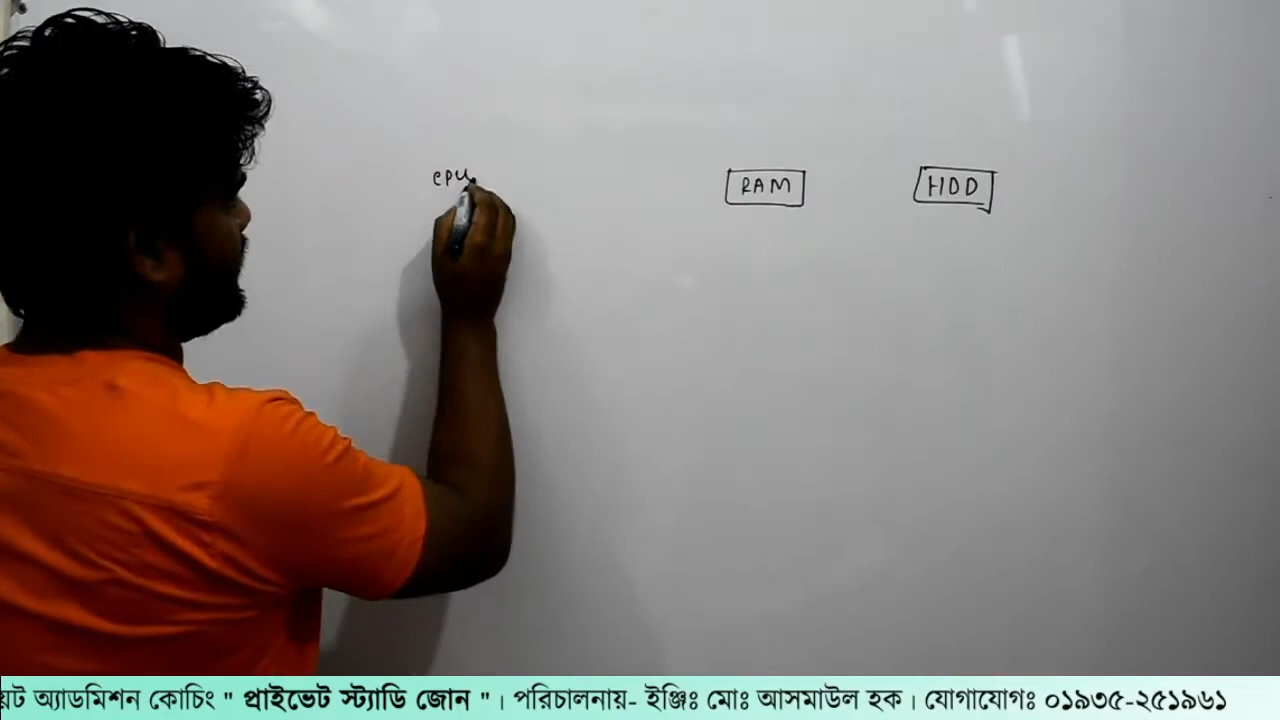 CPU
RAM
HDD
অ্যাডমিশন কোচিং " প্রাইভেট স্ট্যাডি জোন " । পরিচালনায়- ইঞ্জিঃ মোঃ আসমাউল হক । যোগাযোগঃ ০১৯৩৫-২৫১৯৬১